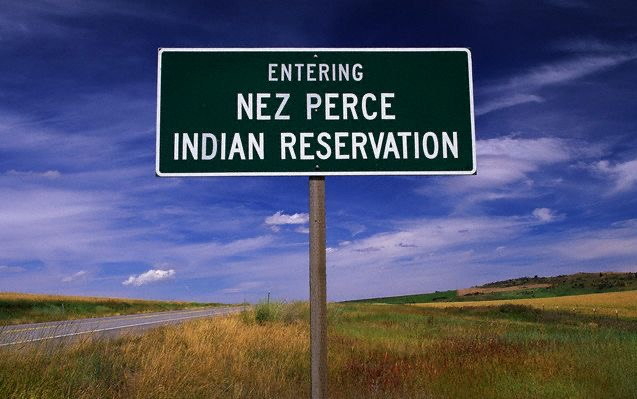 ENTERING
NEZ PERCE
INDIAN RESERVATION